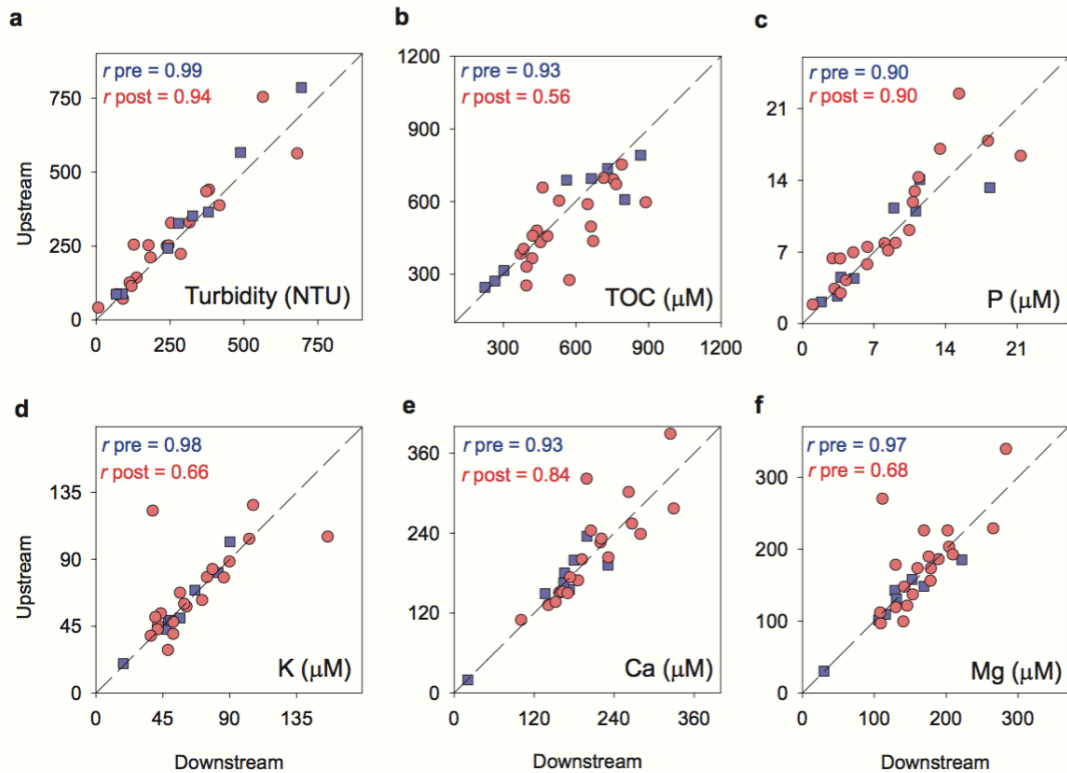 a
r pre = 0.99
r post = 0.94
750
500
250
0
Upstream
Turbidity (NTU)
0 250 500 750
b
1200
r pre = 0.93
r post = 0.56
900
600
300
TOC (μM)
300 600 900 1200
c
r pre = 0.90
r post = 0.90
21
14
7
0
P (μM)
0 7 14 21
d
r pre = 0.98
r post = 0.66
135
90
45
0
Upstream
K (μM)
0 45 90 135
Downstream
e
360
r pre = 0.93
r post = 0.84
240
120
0
Ca (μM)
0 120 240 360
Downstream
f
r pre = 0.97
r pre = 0.68
300
200
100
0
Mg (μM)
0 100 200 300
Downstream